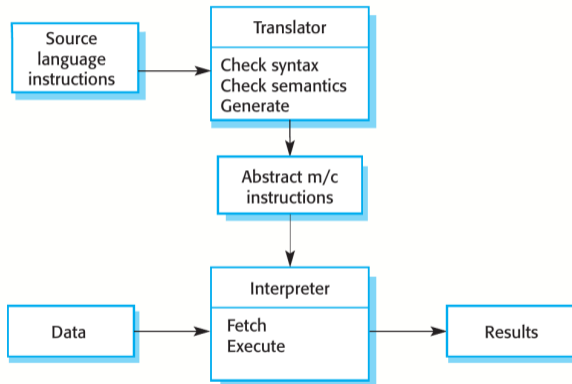 Source
language
instructions
Translator
Check syntax
Check semantics
Generate
Abstract m/c
instructions
Interpreter
Fetch
Execute
Data
Results